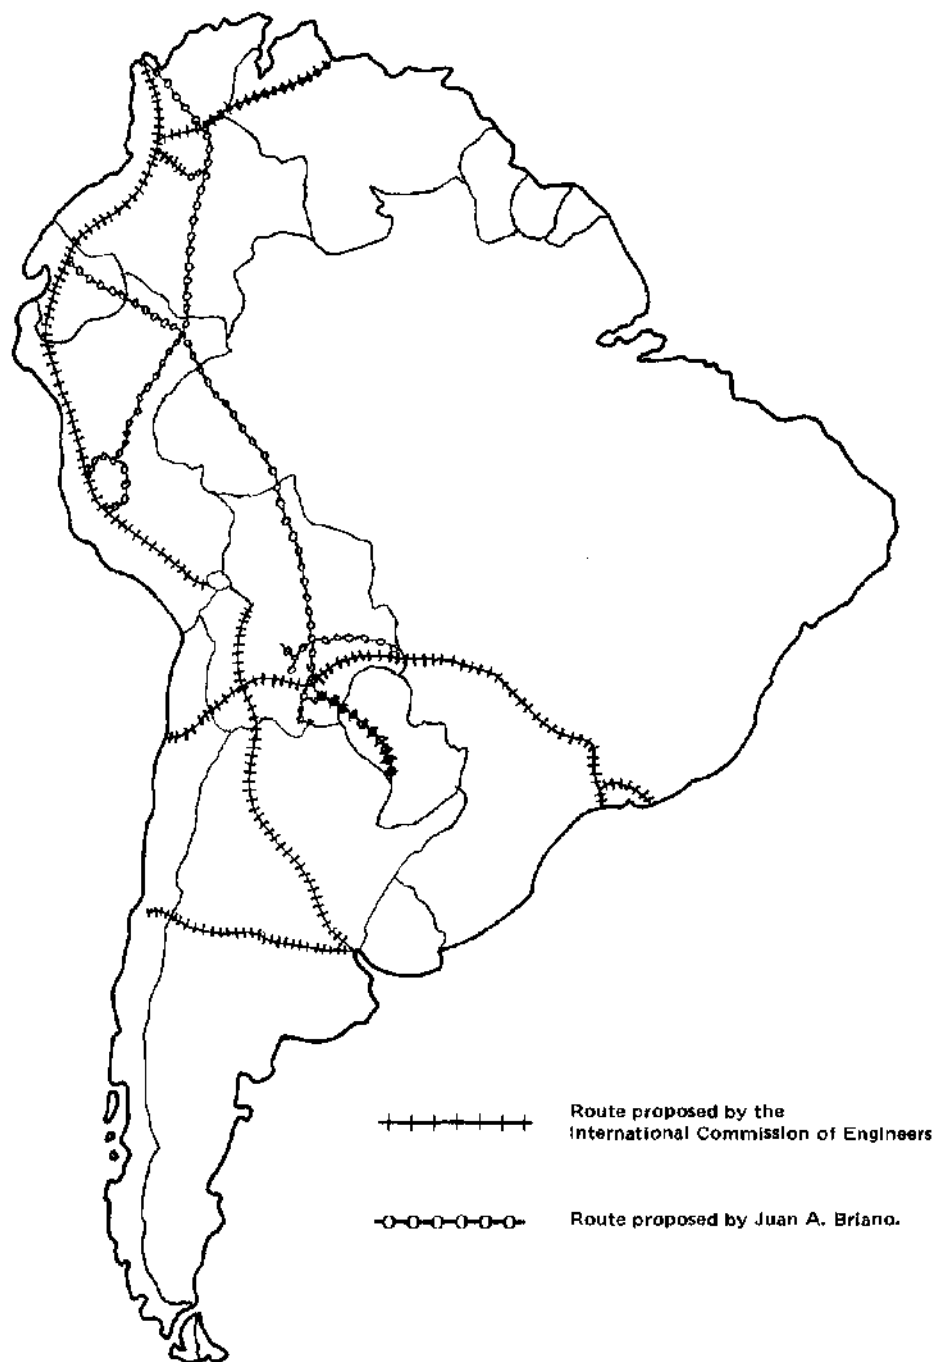 Route proposed by the
International Commission of Engineers
Route proposed by Juan A. Briano.